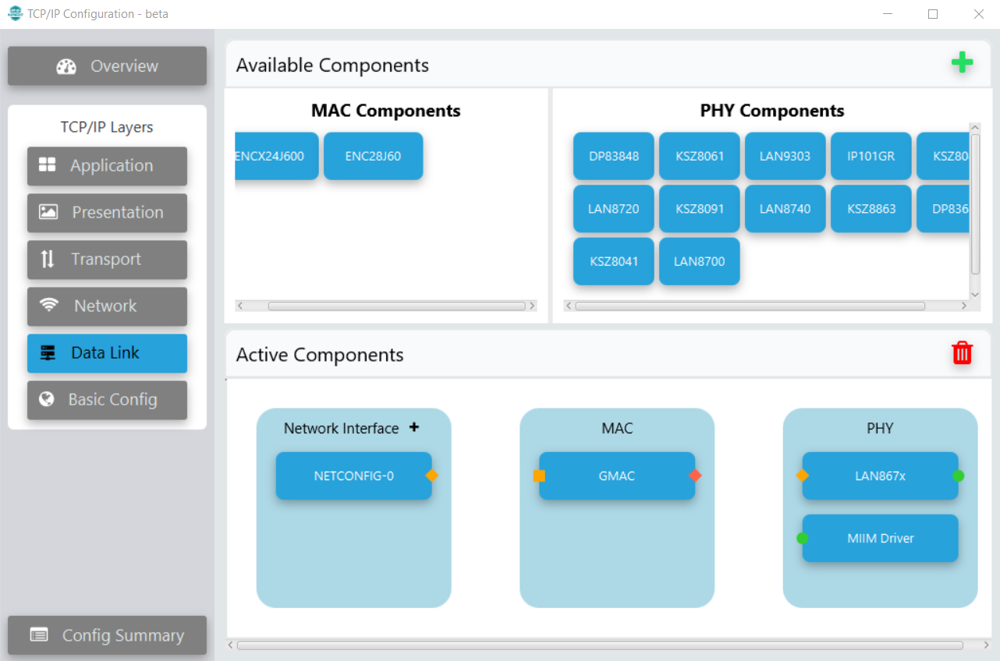 TCP/IP Configuration - beta
Overview
TCP/IP Layers
Application
Presentation
Transport
Network
Data Link
Basic Config
Config Summary
Available Components
MAC Components
ENCX24J600 ENC28J60
PHY Components
DP83848 KSZ8061 LAN9303 IP101GR KSZ80
LAN8720 KSZ8091 LAN8740 KSZ8863 DP836
KSZ8041 LAN8700
Active Components
Network Interface +
NETCONFIG-0
MAC
GMAC
PHY
LAN867x
MIIM Driver